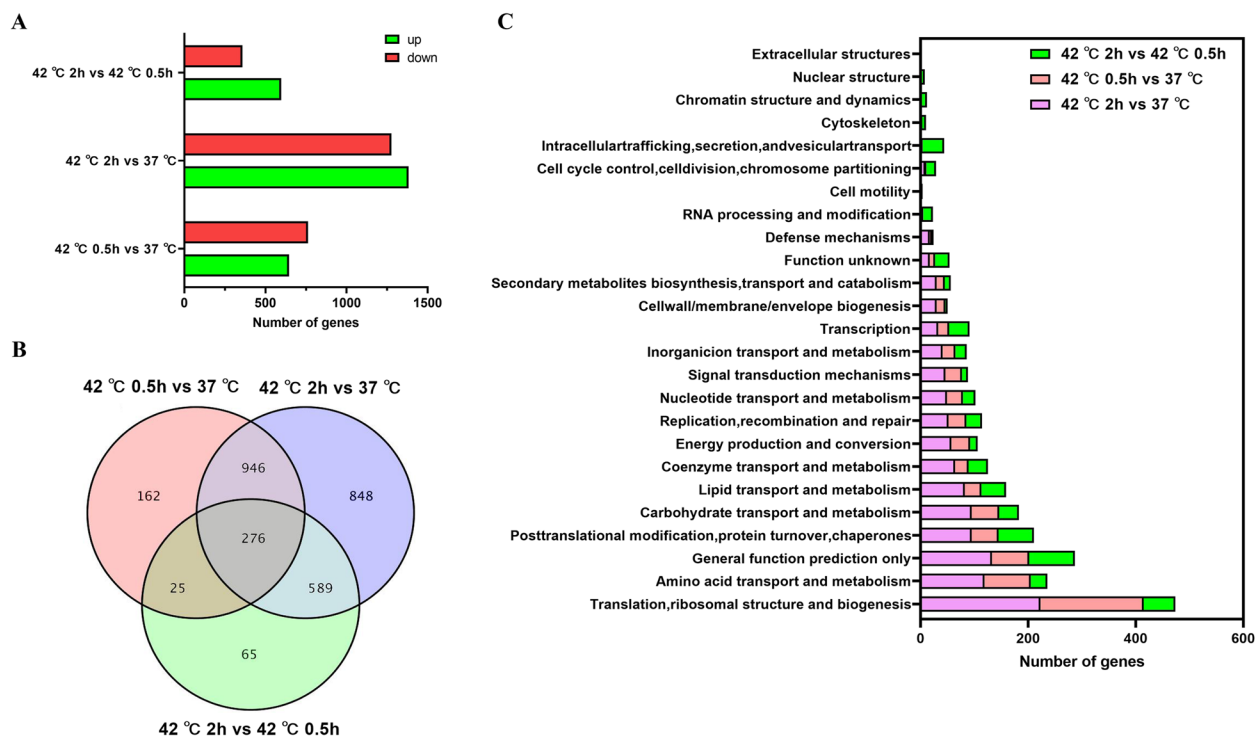 A
up
down
42 ℃ 2h vs 42 ℃ 0.5h
42 ℃ 2h vs 37 ℃
42 ℃ 0.5h vs 37 ℃
0 500 1000 1500
Number of genes
B
42 ℃ 0.5h vs 37 ℃ 42 ℃ 2h vs 37 ℃
946
162 848
276
25 589
65
42 ℃ 2h vs 42 ℃ 0.5h
C
42 ℃ 2h vs 42 ℃ 0.5h
42 ℃ 0.5h vs 37 ℃
42 ℃ 2h vs 37 ℃
Extracellular structures
Nuclear structure
Chromatin structure and dynamics
Cytoskeleton
Intracellulartrafficking,secretion,andvesiculartransport
Cell cycle control,celldivision,chromosome partitioning
Cell motility
RNA processing and modification
Defense mechanisms
Function unknown
Secondary metabolites biosynthesis,transport and catabolism
Cellwall/membrane/envelope biogenesis
Transcription
Inorganicion transport and metabolism
Signal transduction mechanisms
Nucleotide transport and metabolism
Replication,recombination and repair
Energy production and conversion
Coenzyme transport and metabolism
Lipid transport and metabolism
Carbohydrate transport and metabolism
Posttranslational modification,protein turnover,chaperones
General function prediction only
Amino acid transport and metabolism
Translation,ribosomal structure and biogenesis
0 200 400 600
Number of genes